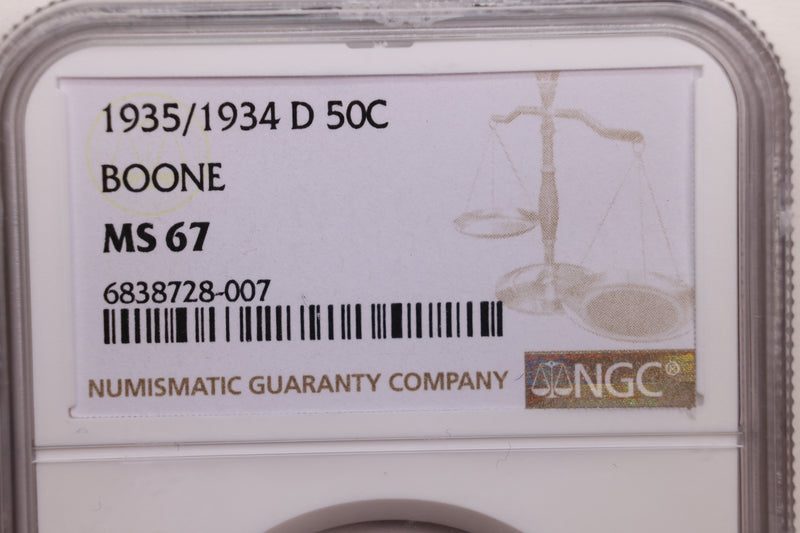 1935/1934 D 50C
BOONE
MS 67
6838728-007
NUMISMATIC GUARANTY COMPANY
NGC®